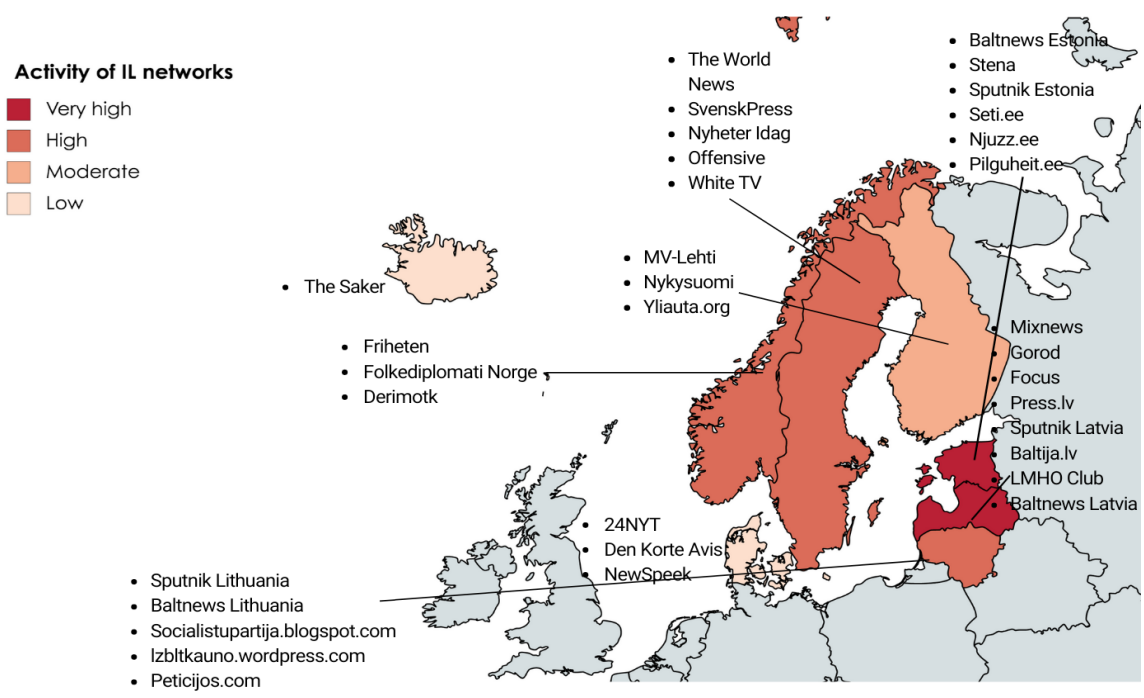 Activity of IL networks
Very high
High
Moderate
Low
• The World
News
• SvenskPress
• Nyheter Idag
• Offensive
• White TV
• Baltnews Estonia
• Stena
• Sputnik Estonia
• Seti.ee
• Njuzz.ee
• Pilguheit.ee
• The Saker
• MV-Lehti
• Nykysuomi
• Yliauta.org
• Friheten
• Folkediplomati Norge
• Derimotk
• Mixnews
• Gorod
• Focus
• Press.lv
• Sputnik Latvia
• Baltija.lv
• LMHO Club
• Baltnews Latvia
• 24NYT
• Den Korte Avis
• NewSpeek
• Sputnik Lithuania
• Baltnews Lithuania
• Socialistupartija.blogspot.com
• lzbltkauno.wordpress.com
• Peticijos.com